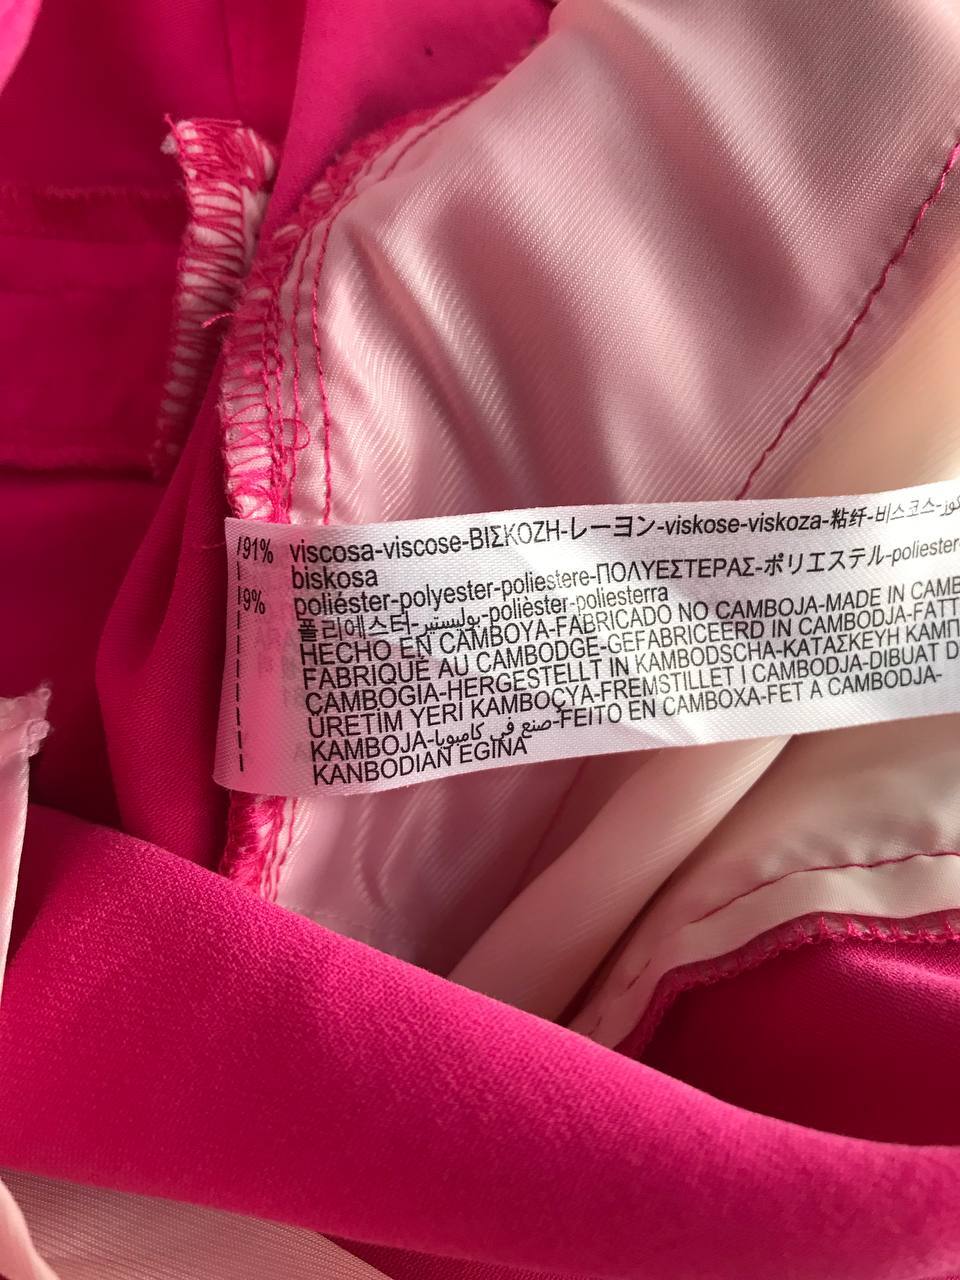 91% viscosa-viscose-ΒΙΣΚΟΖΗ-レーヨン-viskose-viskoza-粘纤-비스코스-
biskosa
9% poliéster-polyester-poliestere-ΠΟΛΥΕΣΤΕΡΑΣ-ポリエステル-poliester-
폴리에스터-بوليستير-polièster-poliesterra
HECHO EN CAMBOYA-FABRICADO NO CAMBOJA-MADE IN CAMB
FABRIQUÉ AU CAMBODGE-GEFABRICEERD IN CAMBODJA-FATT
CAMBOGIA-HERGESTELLT IN KAMBODSCHA-ΚΑΤΑΣΚΕΥΗ ΚΑΜΠ
ÜRETİM YERİ KAMBOÇYA-FREMSTILLET I CAMBODJA-DIBUAT D
KAMBOJA-صنع في كامبوديا-FEITO EN CAMBOXA-FET A CAMBODJA-
KANBODIAN EGINA